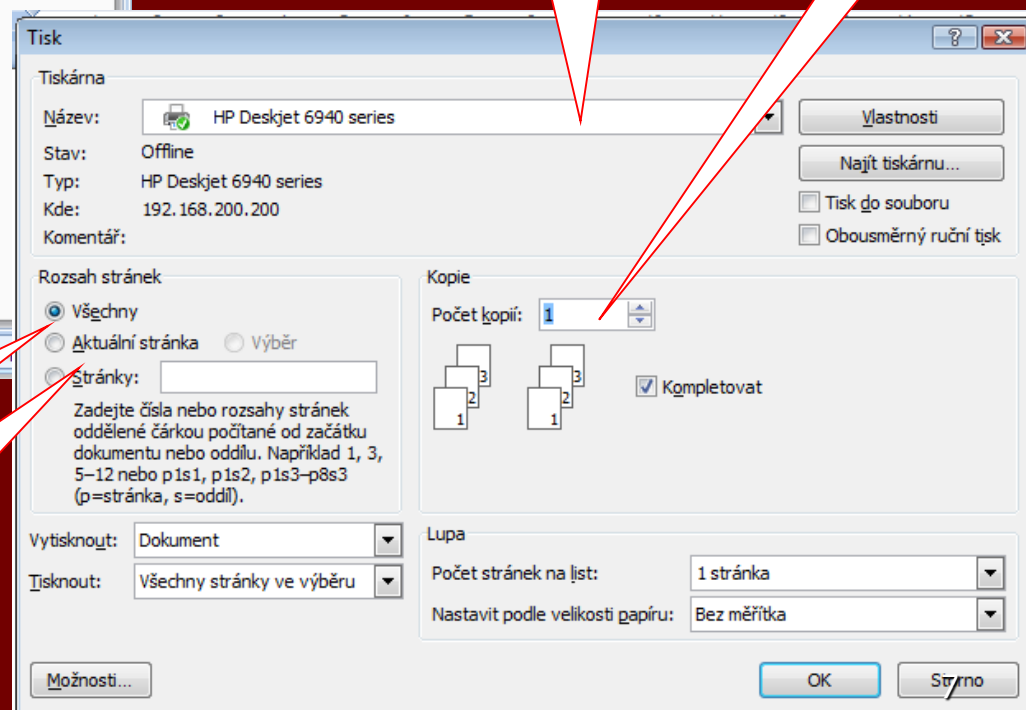 Tisk
Tiskárna
Název: HP Deskjet 6940 series
Vlastnosti
Stav: Offline
Najít tiskárnu...
Typ: HP Deskjet 6940 series
Kde: 192.168.200.200
Tisk do souboru
Komentář:
Obousměrný ruční tisk
Rozsah stránek
Všechny
Aktuální stránka
Výběr
Stránky:
Zadejte čísla nebo rozsahy stránek
oddělené čárkou počítané od začátku
dokumentu nebo oddílu. Například 1, 3,
5–12 nebo p1s1, p1s2, p1s3–p8s3
(p=stránka, s=oddíl).
Kopie
Počet kopií: 1
3
2
1
3
2
1
Kompletovat
Vytisknout: Dokument
Tisknout: Všechny stránky ve výběru
Lupa
Počet stránek na list: 1 stránka
Nastavit podle velikosti papíru: Bez měřítka
Možnosti...
OK
Storno
7